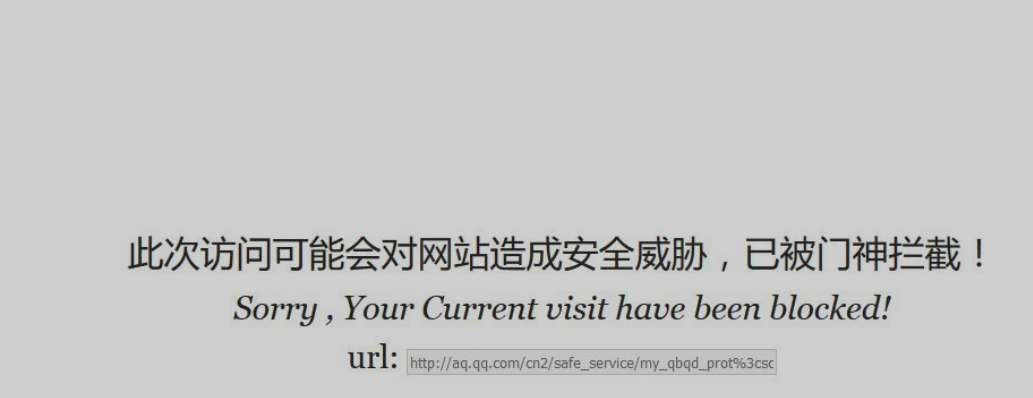 此次访问可能会对网站造成安全威胁，已被门神拦截！
Sorry , Your Current visit have been blocked!
url: http://aq.qq.com/cn2/safe_service/my_qbqd_prot%3csc